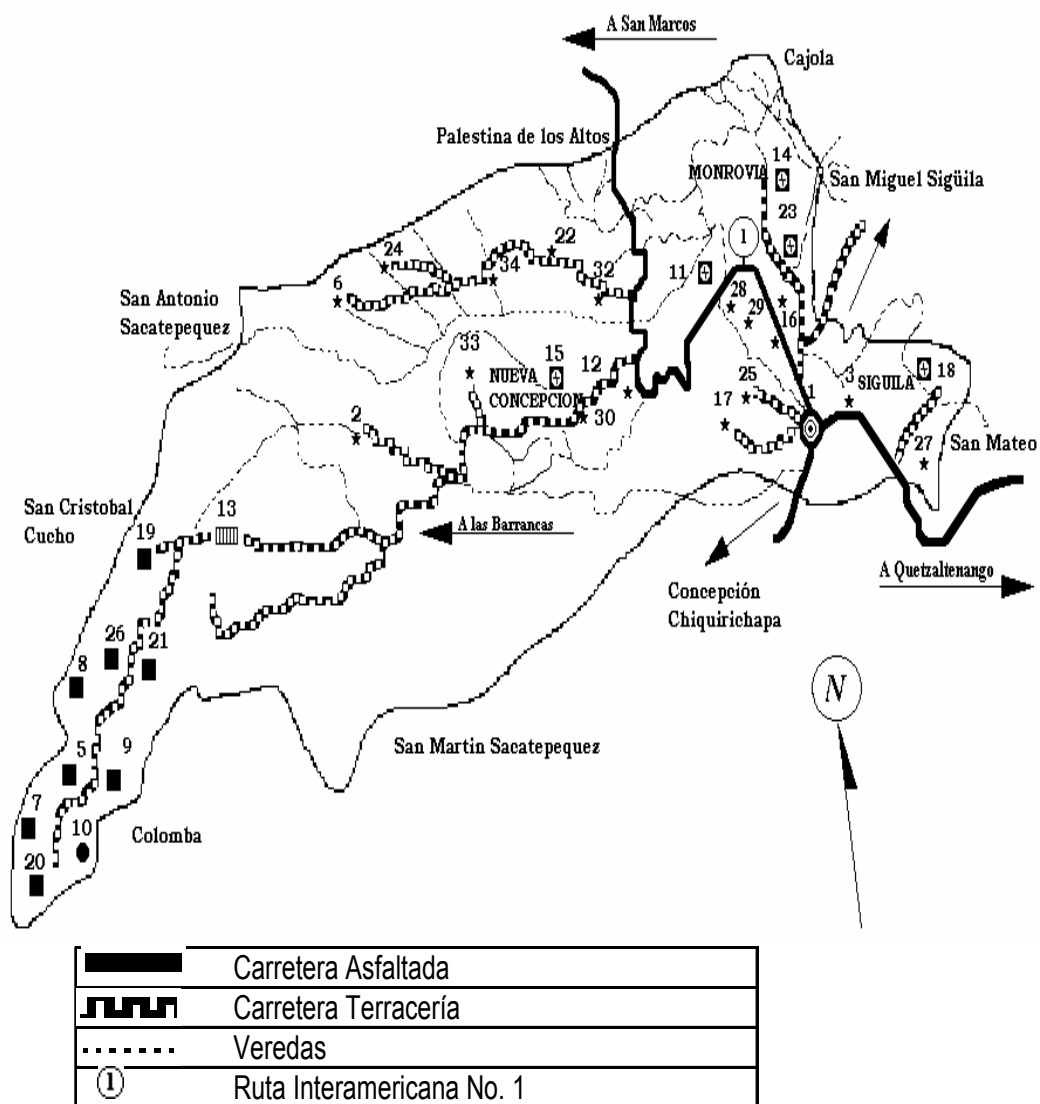 A San Marcos
Cajola
Palestina de los Altos
14
MONROVIA
San Miguel Sigüila
23
1
22
24
34
11
32
6
28
San Antonio
Sacatepequez
29
16
33
15
12
NUEVA
CONCEPCION
25
1
3
SIGUILA
18
17
2
30
27
San Mateo
San Cristobal
Cucho
13
19
A las Barrancas
A Quetzaltenango
Concepción
Chiquirichapa
26
21
8
N
San Martin Sacatepequez
5
9
7
10
Colomba
20
Carretera Asfaltada
Carretera Terracería
Veredas
1 Ruta Interamericana No. 1